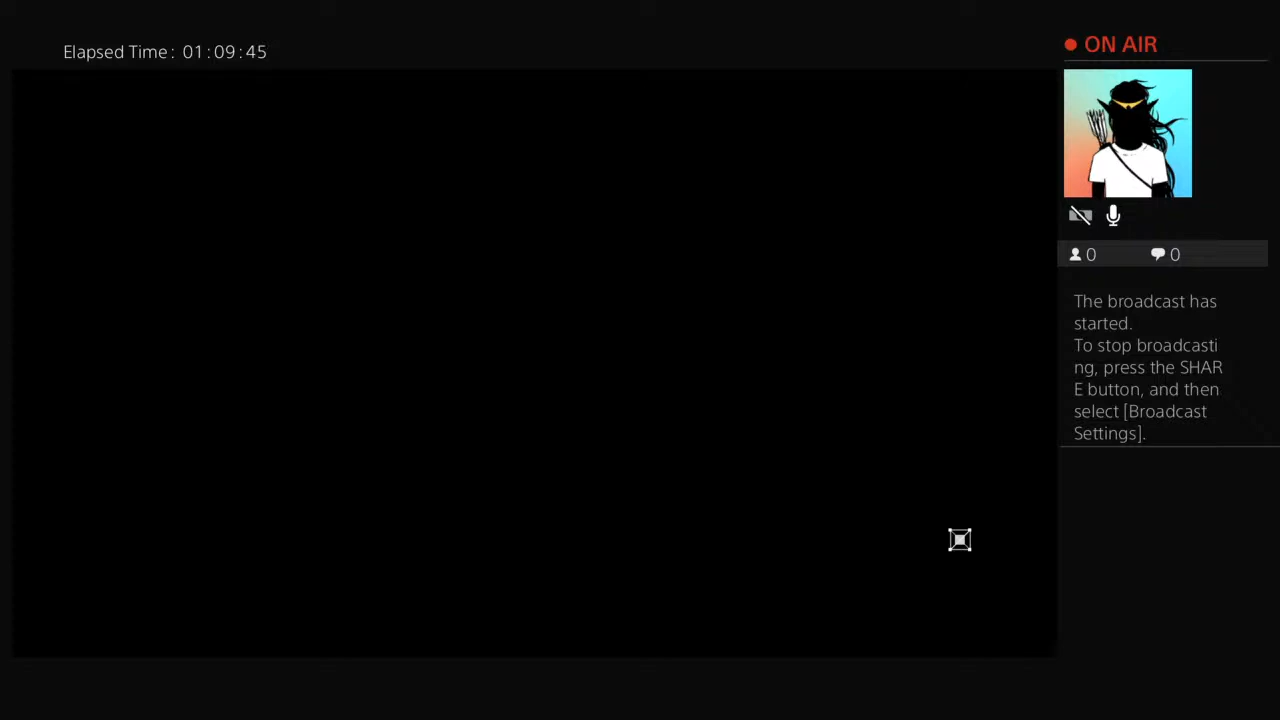 Elapsed Time: 01:09:45
ON AIR
0
0
The broadcast has
started.
To stop broadcasti
ng, press the SHAR
E button, and then
select [Broadcast
Settings].